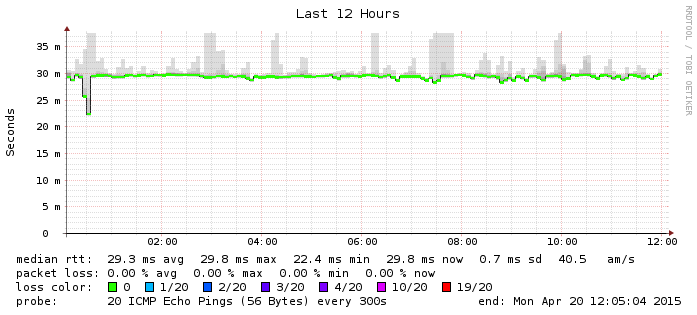 Last 12 Hours
RRDTOOL / TOBI OETIKER
Seconds
35 m
30 m
25 m
20 m
15 m
10 m
5 m
0
02:00 04:00 06:00 08:00 10:00 12:00
median rtt: 29.3 ms avg 29.8 ms max 22.4 ms min 29.8 ms now 0.7 ms sd 40.5 am/s
packet loss: 0.00 % avg 0.00 % max 0.00 % min 0.00 % now
loss color: 0 1/20 2/20 3/20 4/20 10/20 19/20
probe: 20 ICMP Echo Pings (56 Bytes) every 300s end: Mon Apr 20 12:05:04 2015